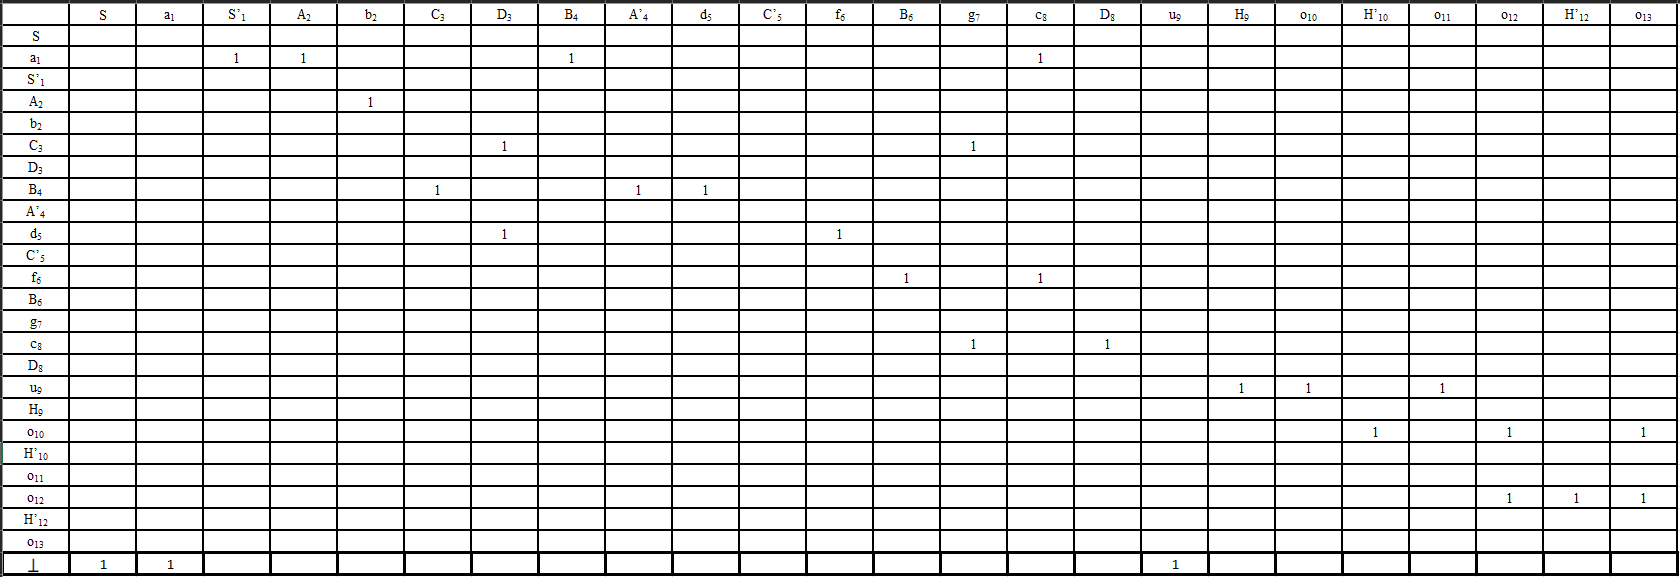 S a₁ S’₁ A₂ b₂ C₃ D₃ B₄ A’₄ d₅ C’₅ f₆ B₆ g₇ c₈ D₈ u₉ H₉ o₁₀ H’₁₀ o₁₁ o₁₂ H’₁₂ o₁₃
S
a₁ 1 1 1 1
S’₁
A₂ 1
b₂
C₃ 1 1
D₃
B₄ 1 1 1
A’₄
d₅ 1 1
C’₅
f₆ 1 1
B₆
g₇
c₈ 1 1
D₈
u₉ 1 1 1
H₉
o₁₀ 1 1 1
H’₁₀
o₁₁
o₁₂ 1 1 1
H’₁₂
o₁₃
⊥ 1 1 1